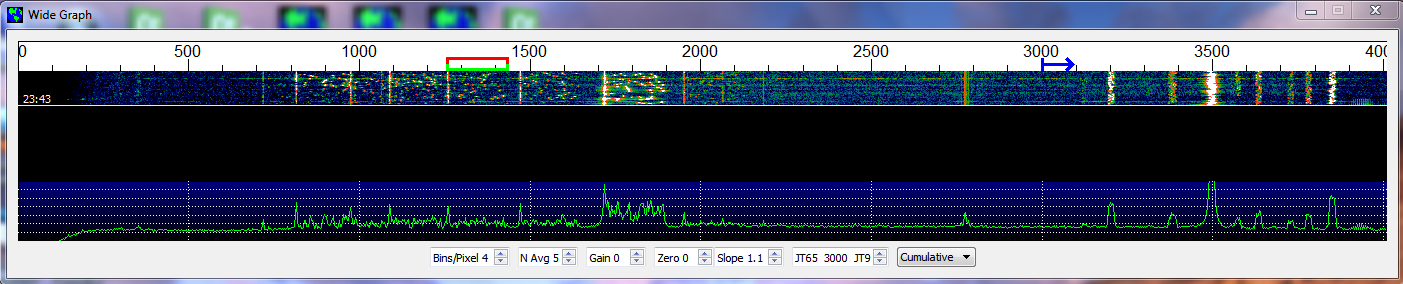 Wide Graph
0 500 1000 1500 2000 2500 3000 3500 400
23:43
Bins/Pixel 4 N Avg 5 Gain 0 Zero 0 Slope 1.1 JT65 3000 JT9 Cumulative